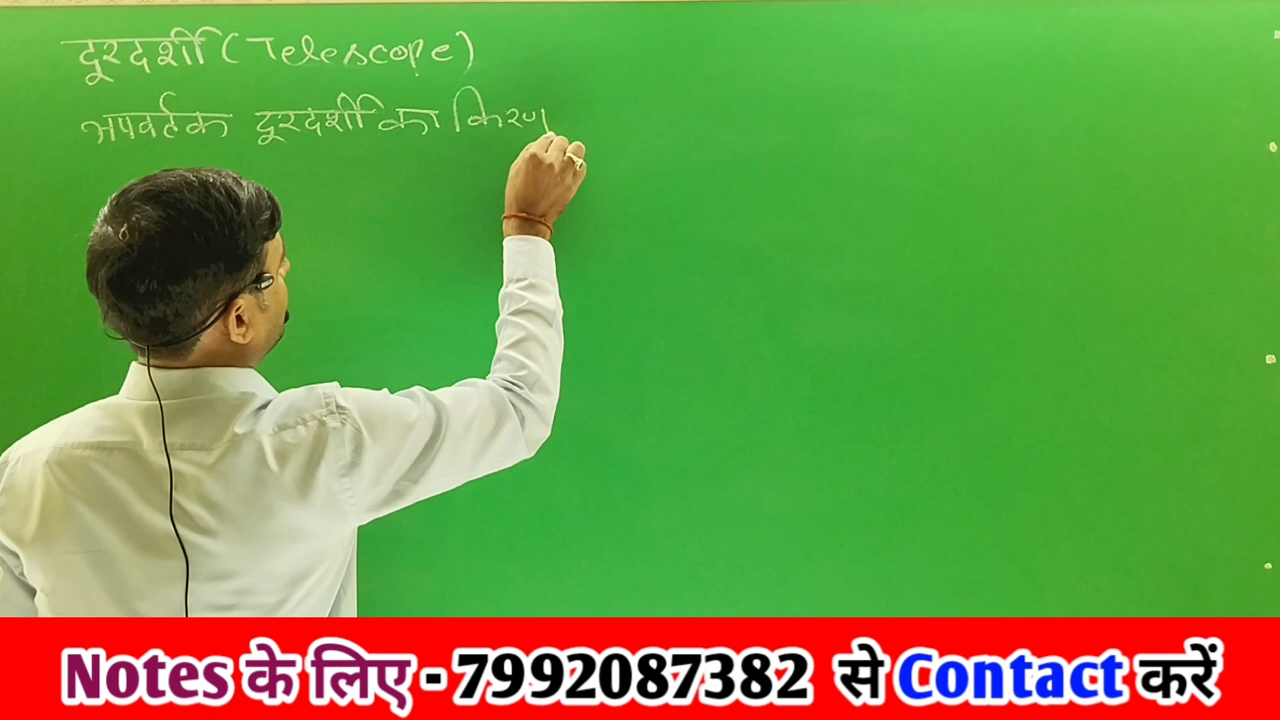 दूरदर्शी (Telescope)
अपवर्तक दूरदर्शी का किरण
Notes के लिए - 7992087382 से Contact करें